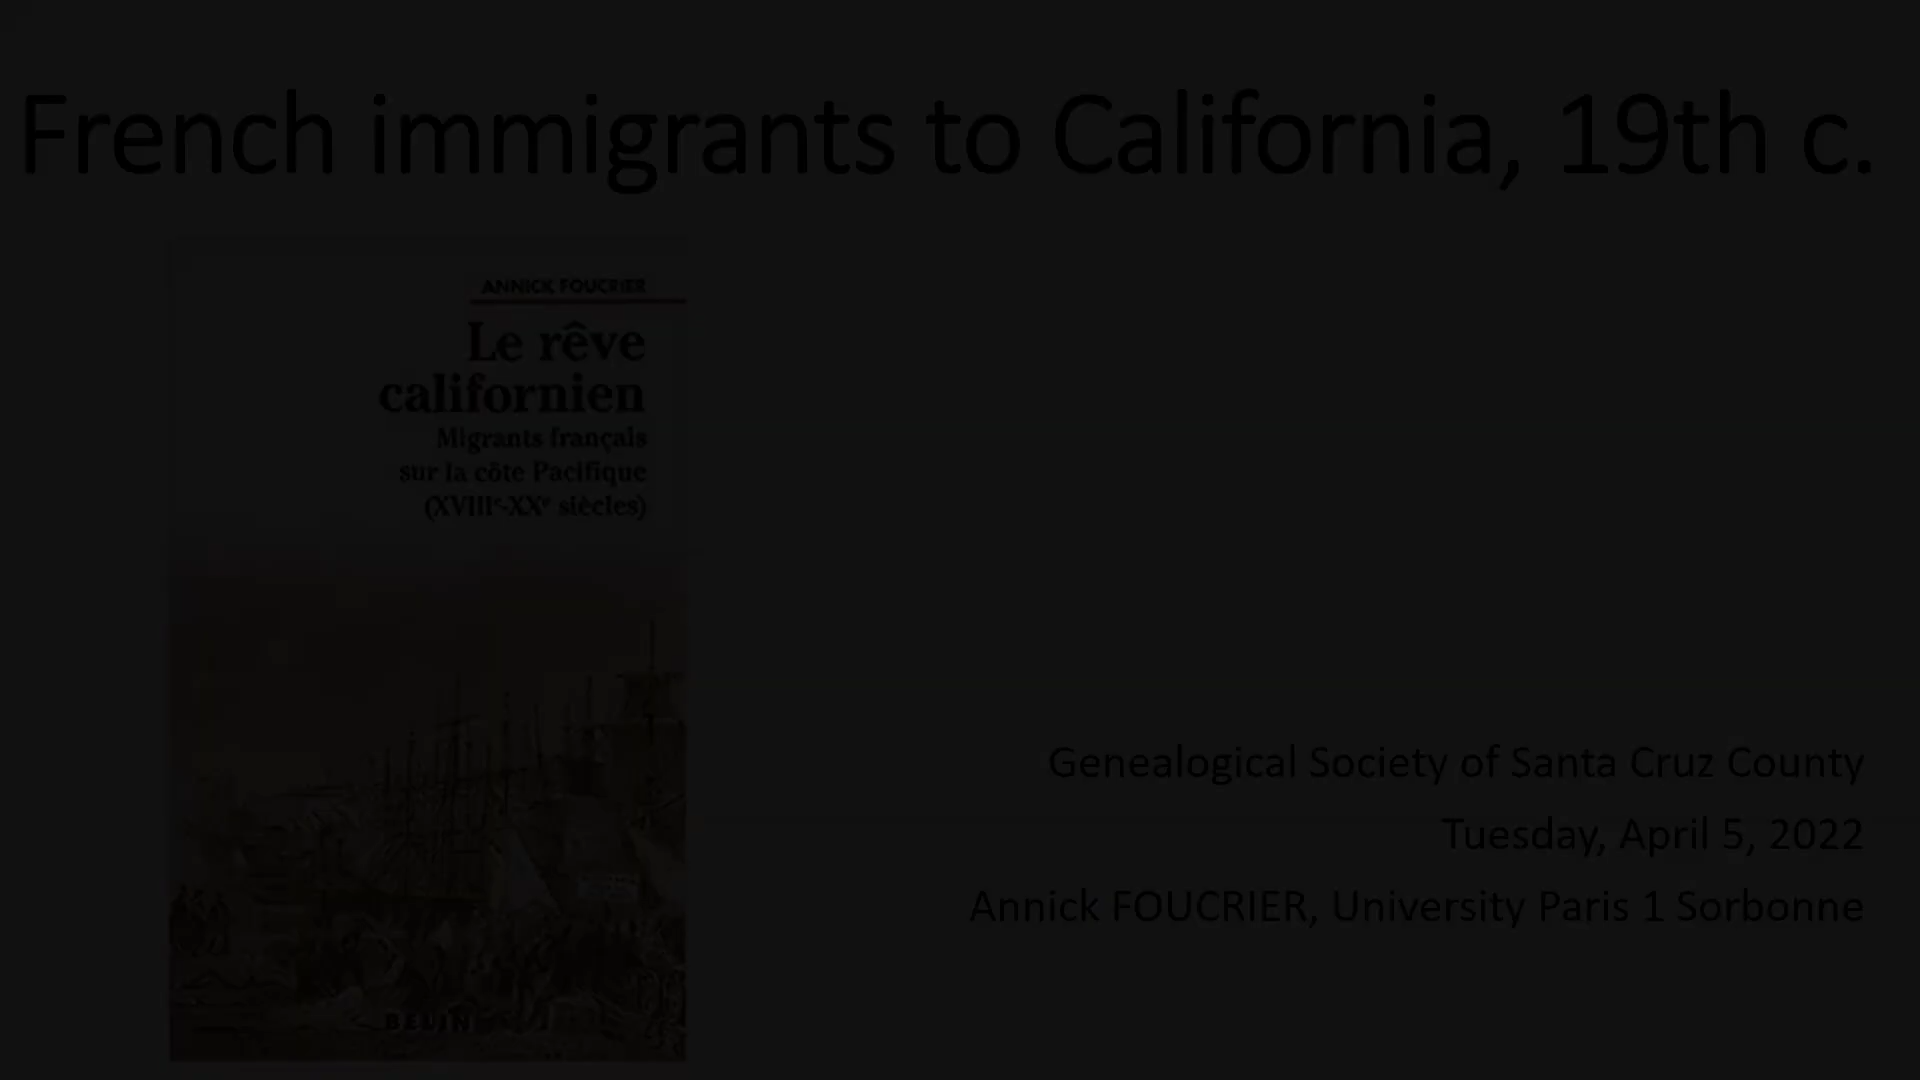 French immigrants to California, 19th c.
ANNICK FOUCRIER
Le rêve
californien
Migrants français
sur la côte Pacifique
(XVIIIe-XXe siècles)
BELIN
Genealogical Society of Santa Cruz County
Tuesday, April 5, 2022
Annick FOUCRIER, University Paris 1 Sorbonne